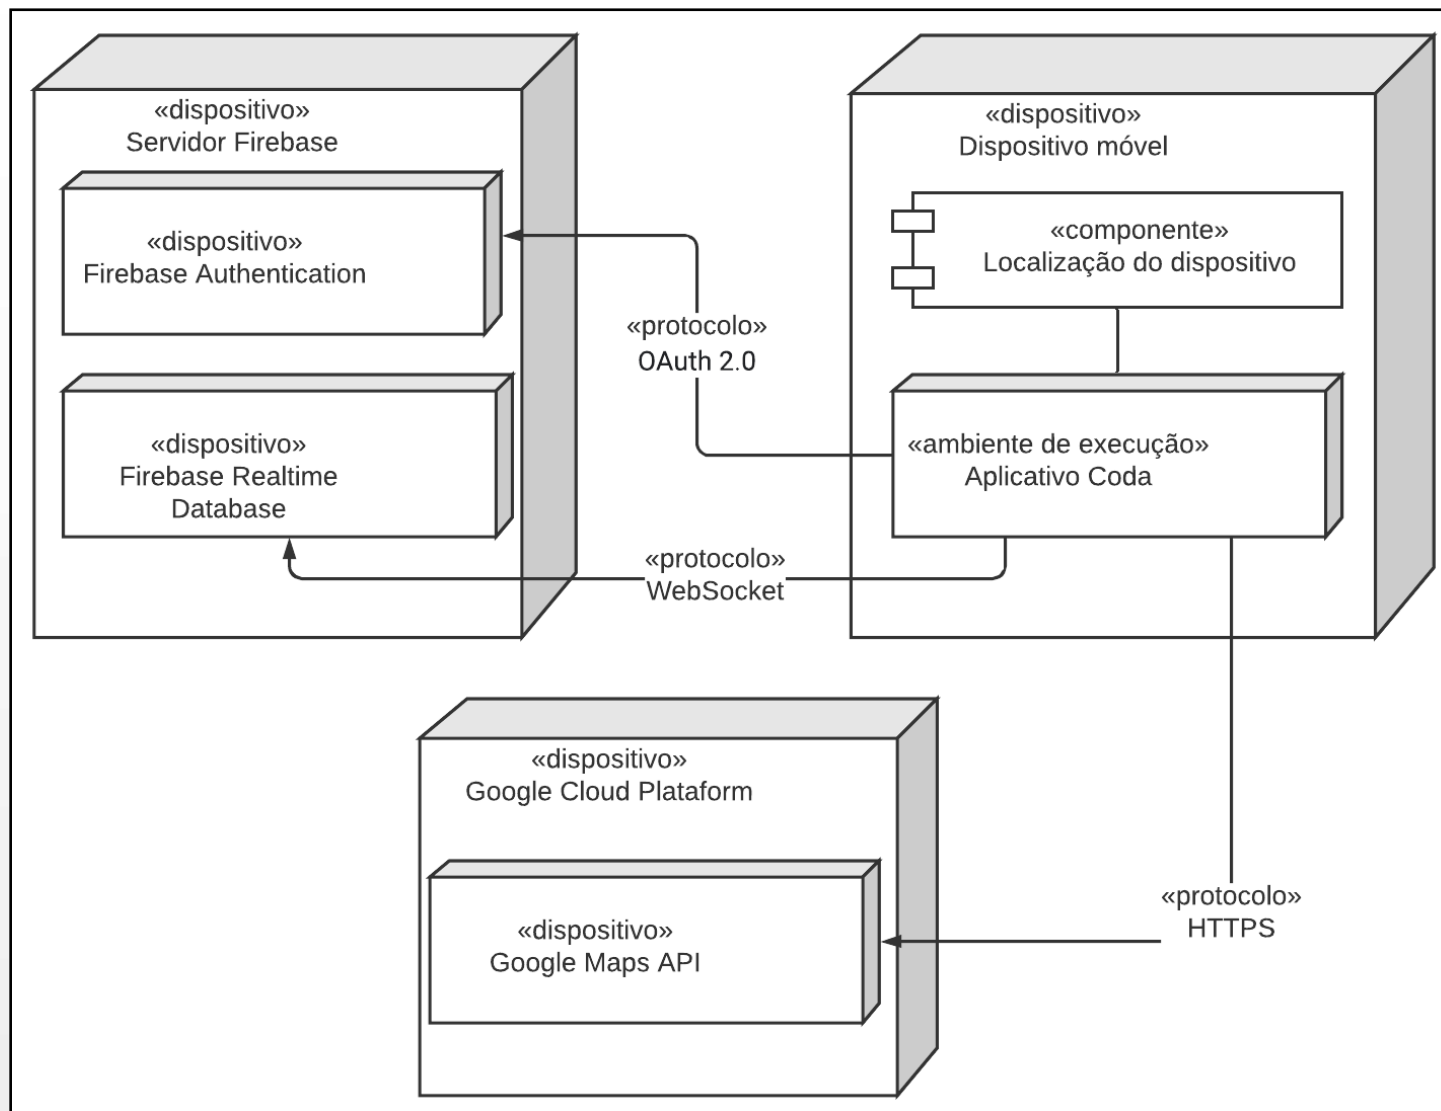 «dispositivo»
Servidor Firebase
«dispositivo»
Firebase Authentication
«dispositivo»
Firebase Realtime
Database
«protocolo»
OAuth 2.0
«protocolo»
WebSocket
«dispositivo»
Dispositivo móvel
«componente»
Localização do dispositivo
«ambiente de execução»
Aplicativo Coda
«dispositivo»
Google Cloud Plataform
«dispositivo»
Google Maps API
«protocolo»
HTTPS